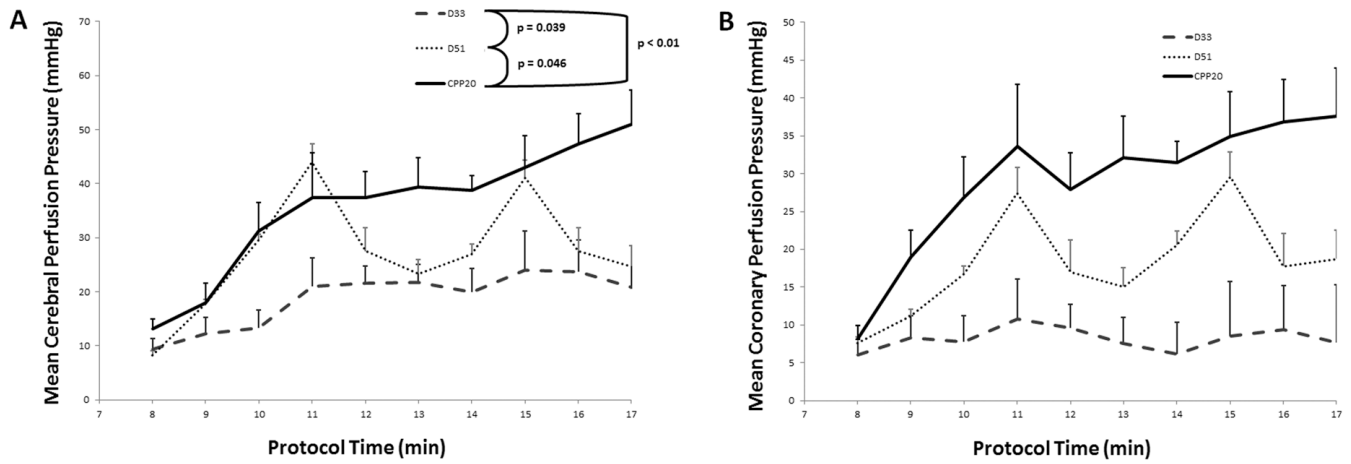 A
Mean Cerebral Perfusion Pressure (mmHg)
70
60
50
40
30
20
10
0
7 8 9 10 11 12 13 14 15 16 17
Protocol Time (min)
D33
D51
CPP20
p = 0.039
p = 0.046
p < 0.01
B
Mean Coronary Perfusion Pressure (mmHg)
50
45
40
35
30
25
20
15
10
5
0
7 8 9 10 11 12 13 14 15 16 17
Protocol Time (min)
D33
D51
CPP20